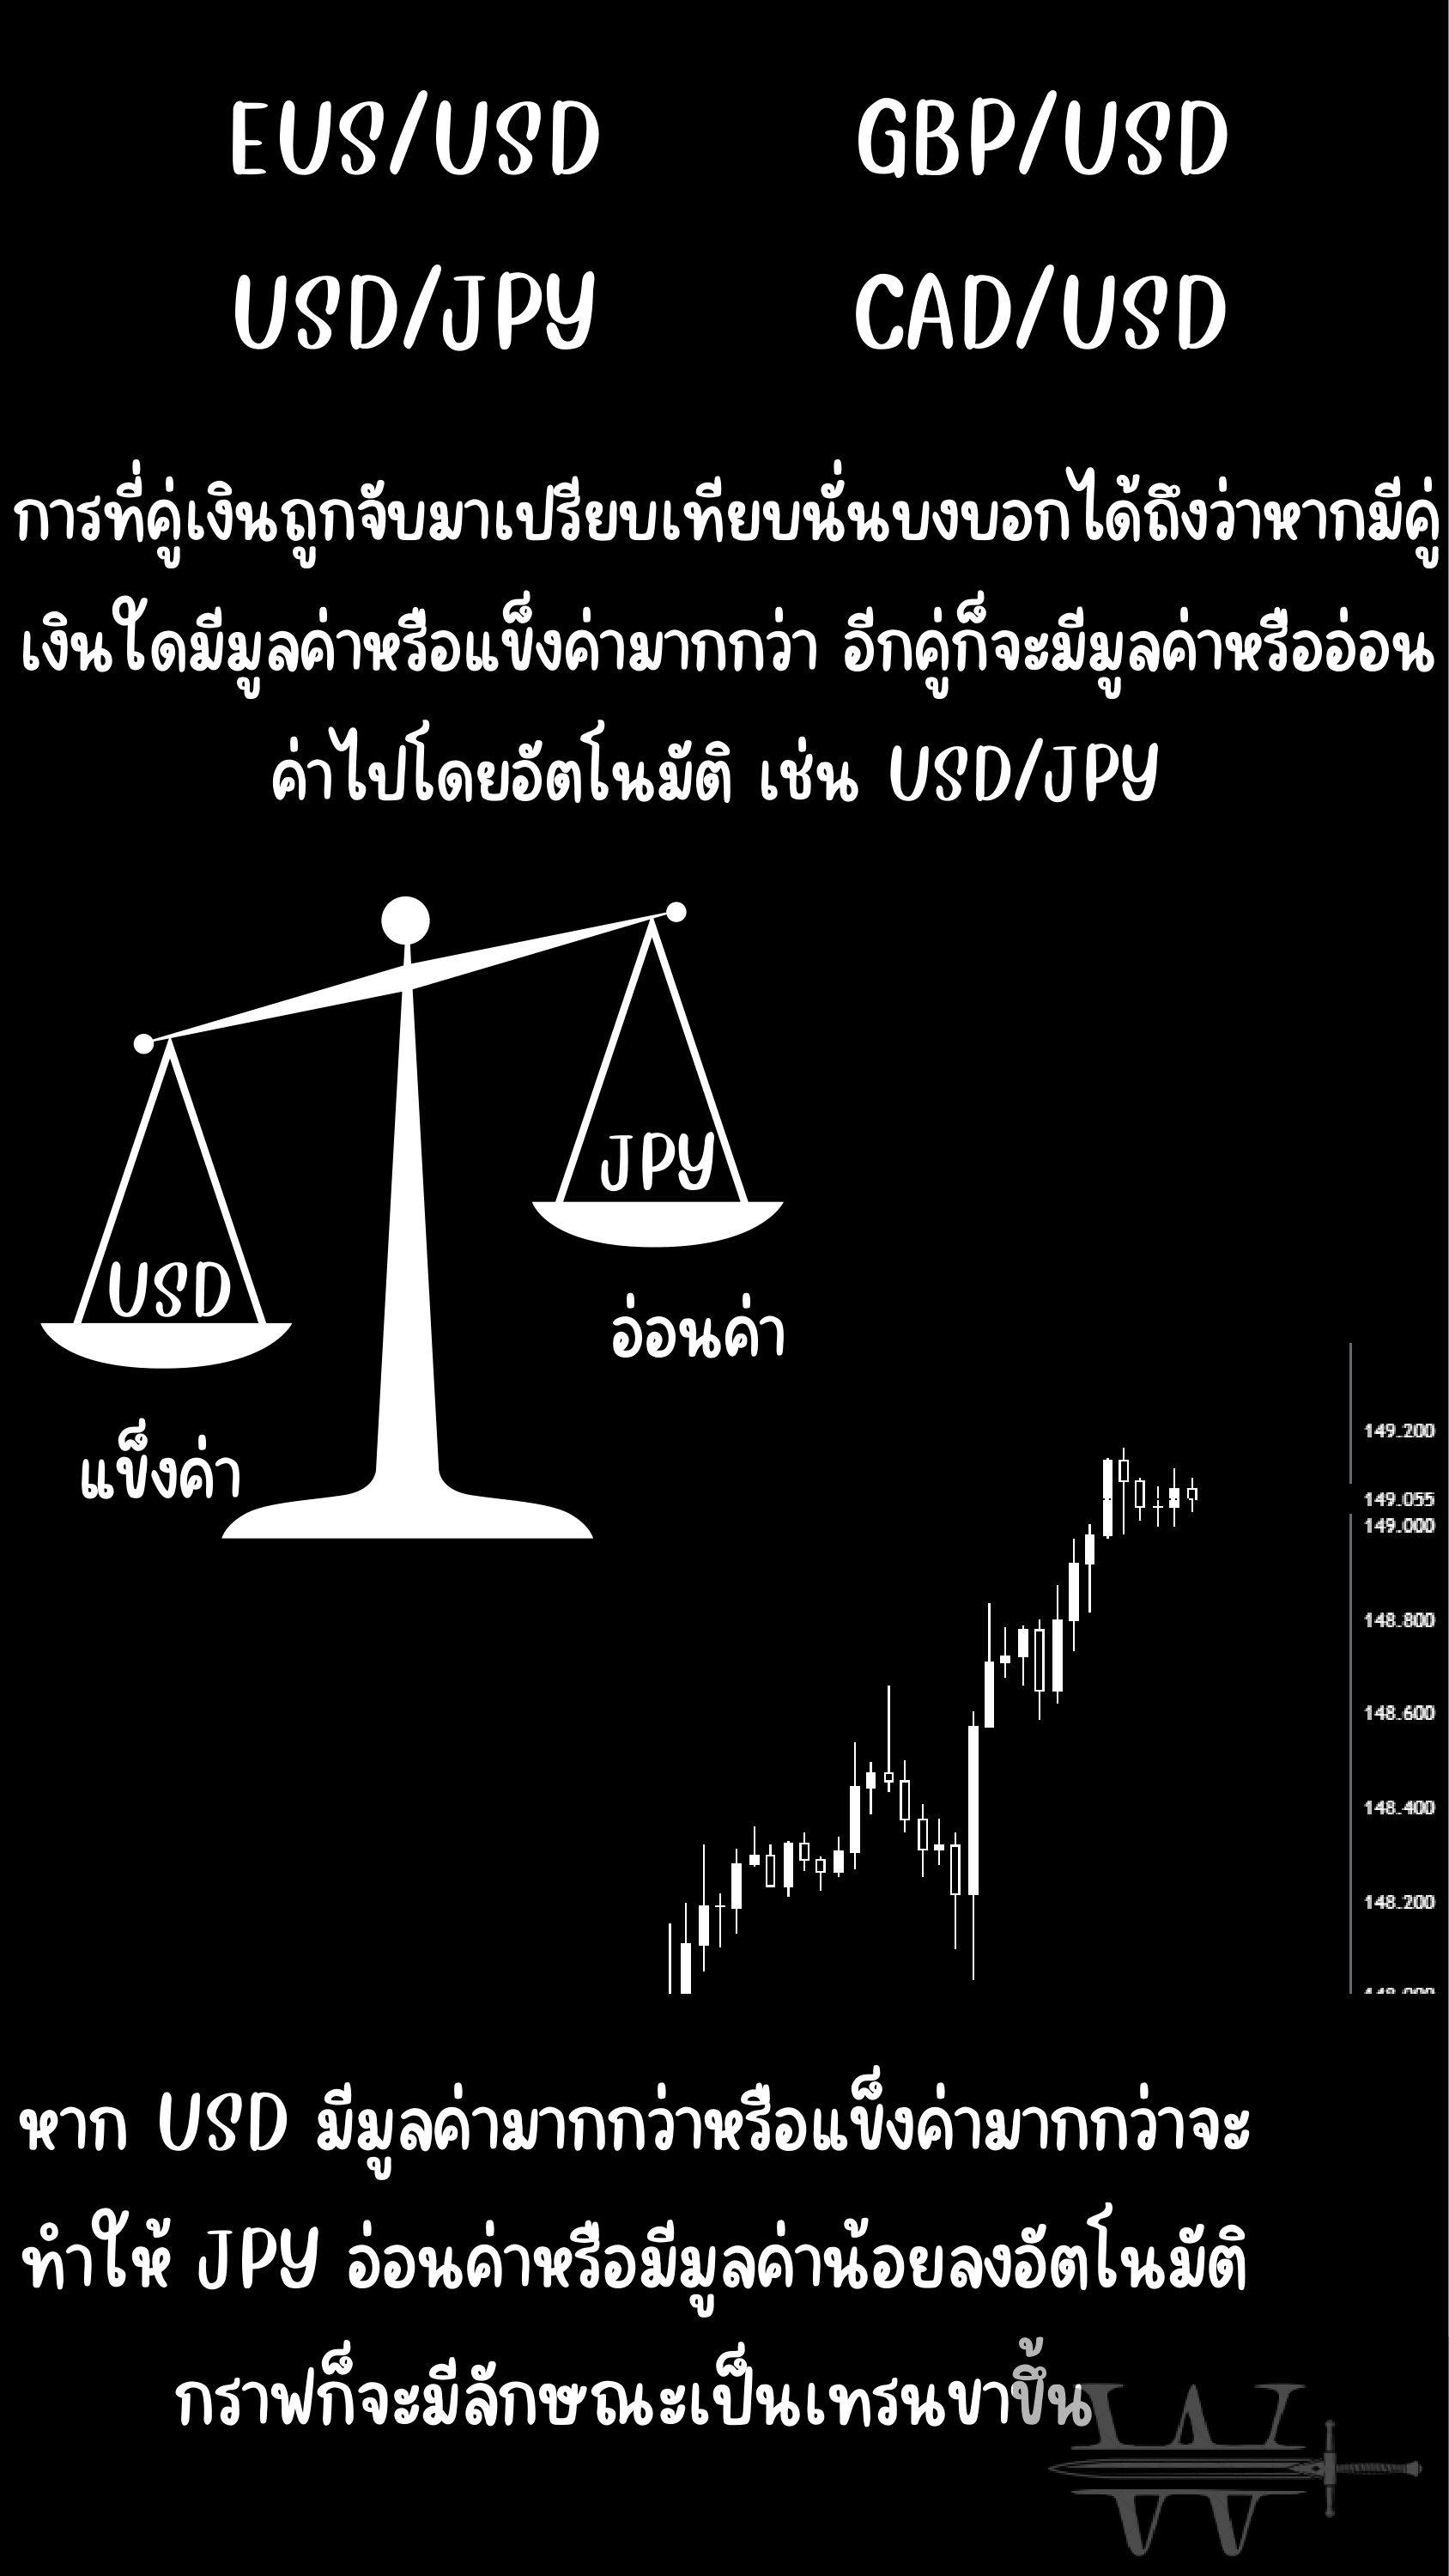 EUS/USD GBP/USD
USD/JPY CAD/USD
การที่คู่เงินถูกจับมาเปรียบเทียบนั่นบงบอกได้ถึงว่าหากมีคู่
เงินใดมีมูลค่าหรือแข็งค่ามากกว่า อีกคู่ก็จะมีมูลค่าหรืออ่อน
ค่าไปโดยอัตโนมัติ เช่น USD/JPY
JPY
USD
อ่อนค่า
แข็งค่า
149.200
149.055
149.000
148.800
148.600
148.400
148.200
หาก USD มีมูลค่ามากกว่าหรือแข็งค่ามากกว่าจะ
ทำให้ JPY อ่อนค่าหรือมีมูลค่าน้อยลงอัตโนมัติ
กราฟก็จะมีลักษณะเป็นเทรนขาขึ้น
W